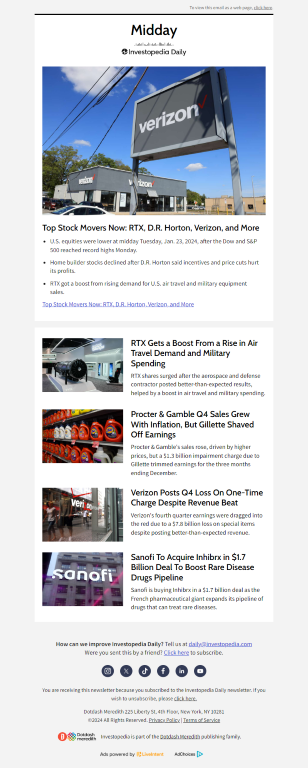 To view this email as a web page, click here.
Midday
Investopedia Daily
verizon
verizon
Top Stock Movers Now: RTX, D.R. Horton, Verizon, and More
U.S. equities were lower at midday Tuesday, Jan. 23, 2024, after the Dow and S&P
500 reached record highs Monday.
Home builder stocks declined after D.R. Horton said incentives and price cuts hurt
its profits.
RTX got a boost from rising demand for U.S. air travel and military equipment
sales.
Top Stock Movers Now: RTX, D.R. Horton, Verizon, and More
RTX Gets a Boost From a Rise in Air
Travel Demand and Military
Spending
RTX shares surged after the aerospace and defense
contractor posted better-than-expected results,
helped by a boost in air travel and military spending.
Procter & Gamble Q4 Sales Grew
With Inflation, But Gillette Shaved
Off Earnings
Procter & Gamble's sales rose, driven by higher
prices, but a $1.3 billion impairment charge due to
Gillette trimmed earnings for the three months
ending December.
verizon
Verizon Posts Q4 Loss On One-Time
Charge Despite Revenue Beat
Verizon's fourth quarter earnings were dragged into
the red due to a $7.8 billion loss on special items
despite posting better-than-expected revenue.
sanofi
Sanofi To Acquire Inhibrx in $1.7
Billion Deal To Boost Rare Disease
Drugs Pipeline
Sanofi is buying Inhibrx in a $1.7 billion deal as the
French pharmaceutical giant expands its pipeline of
drugs that can treat rare diseases.
How can we improve Investopedia Daily? Tell us at daily@investopedia.com
Were you sent this by a friend? Click here to subscribe.
You are receiving this newsletter because you subscribed to the Investopedia Daily newsletter. If you
wish to unsubscribe, please click here.
Dotdash Meredith 225 Liberty St, 4th Floor, New York, NY 10281
©2024 All Rights Reserved. Privacy Policy | Terms of Service
Dotdash
meredith
Investopedia is part of the Dotdash Meredith publishing family.
Ads powered by LiveIntent
AdChoices